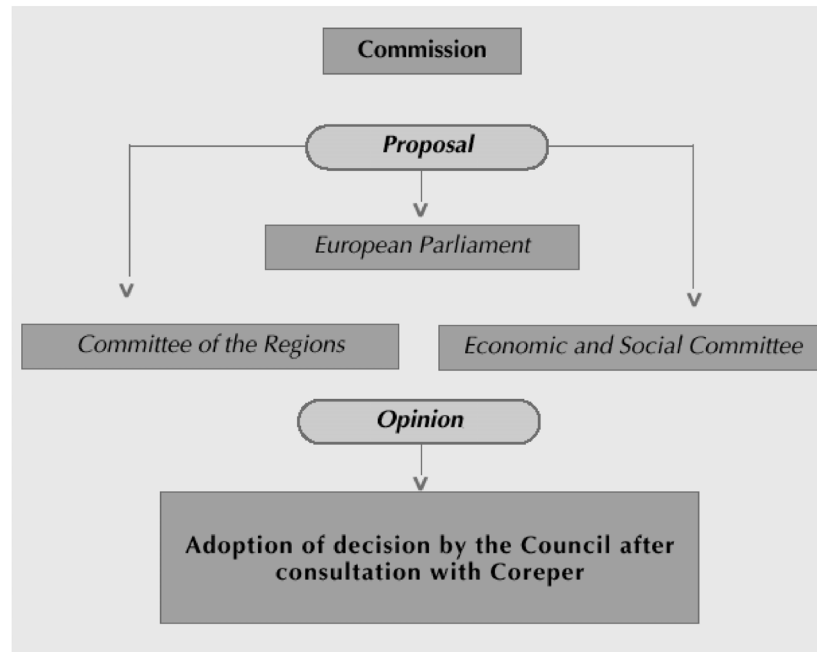 Commission
Proposal
European Parliament
Committee of the Regions
Economic and Social Committee
Opinion
Adoption of decision by the Council after
consultation with Coreper